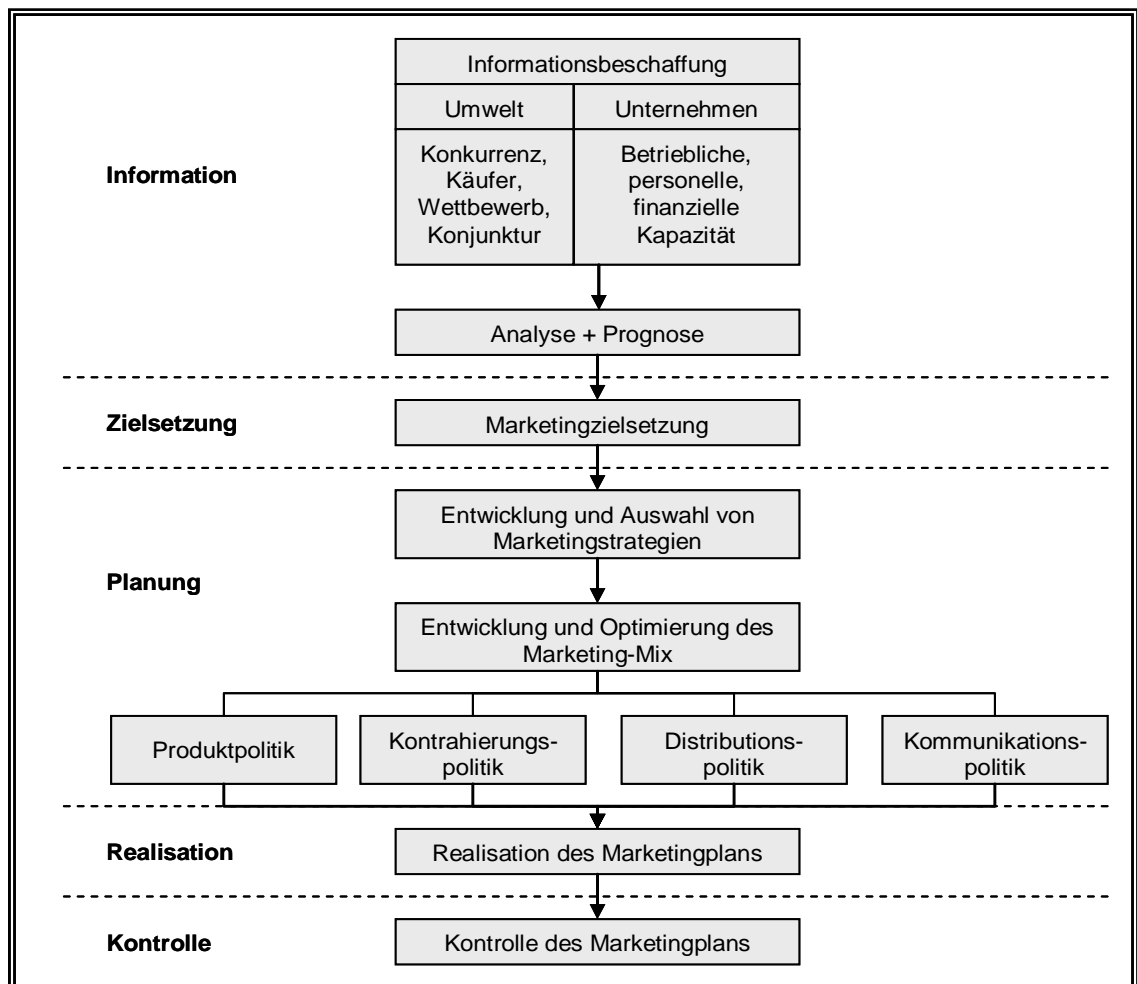 Informationsbeschaffung
Umwelt
Unternehmen
Information
Konkurrenz,
Käufer,
Wettbewerb,
Konjunktur
Betriebliche,
personelle,
finanzielle
Kapazität
Analyse + Prognose
Zielsetzung
Marketingzielsetzung
Planung
Entwicklung und Auswahl von
Marketingstrategien
Entwicklung und Optimierung des
Marketing-Mix
Produktpolitik
Kontrahierungs-
politik
Distributions-
politik
Kommunikations-
politik
Realisation
Realisation des Marketingplans
Kontrolle
Kontrolle des Marketingplans